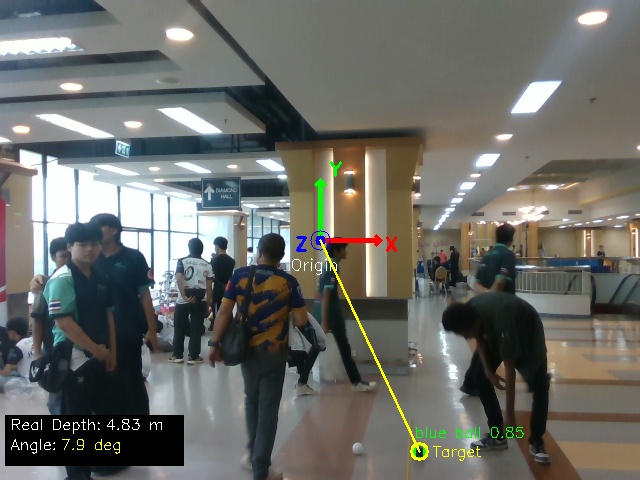 DIAMOND
HALL
Y
Z
X
Origin
blue ball 0.85
Target
Real Depth: 4.83 m
Angle: 7.9 deg